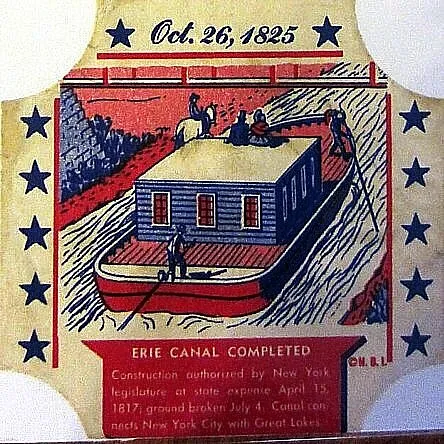 Oct. 26, 1825
ERIE CANAL COMPLETED
©N.B.I.
Construction authorized by New York
legislature at state expense April 15,
1817; ground broken July 4. Canal con-
nects New York City with Great Lakes.